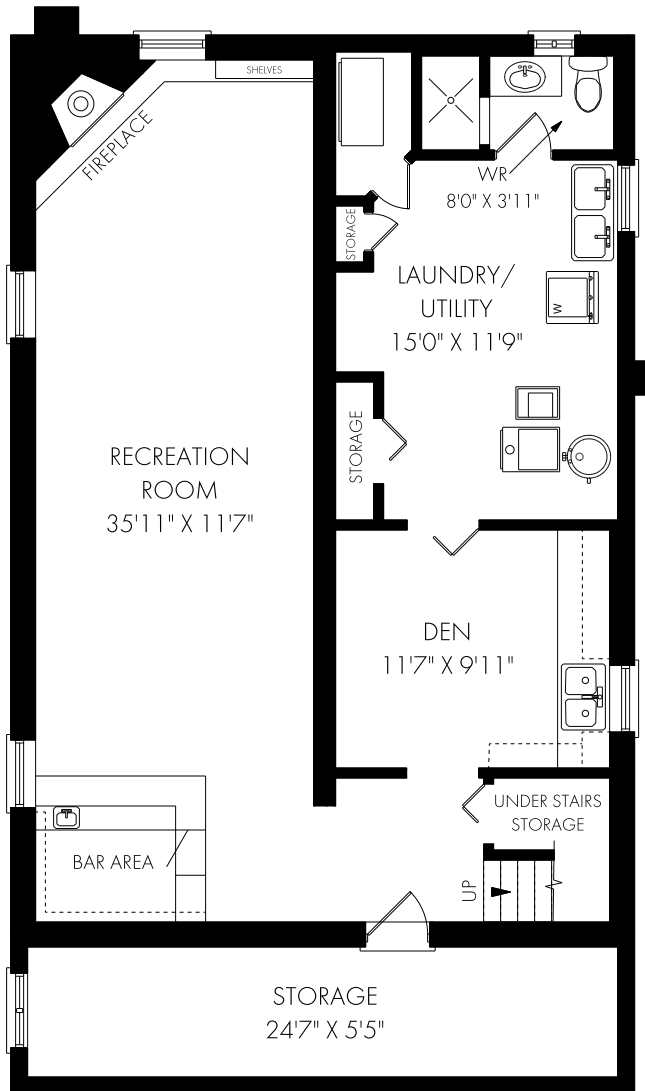 SHELVES
FIREPLACE
WR
8'0" X 3'11"
STORAGE
LAUNDRY/
UTILITY
15'0" X 11'9"
W
STORAGE
RECREATION
ROOM
35'11" X 11'7"
DEN
11'7" X 9'11"
UNDER STAIRS
STORAGE
BAR AREA
UP
STORAGE
24'7" X 5'5"